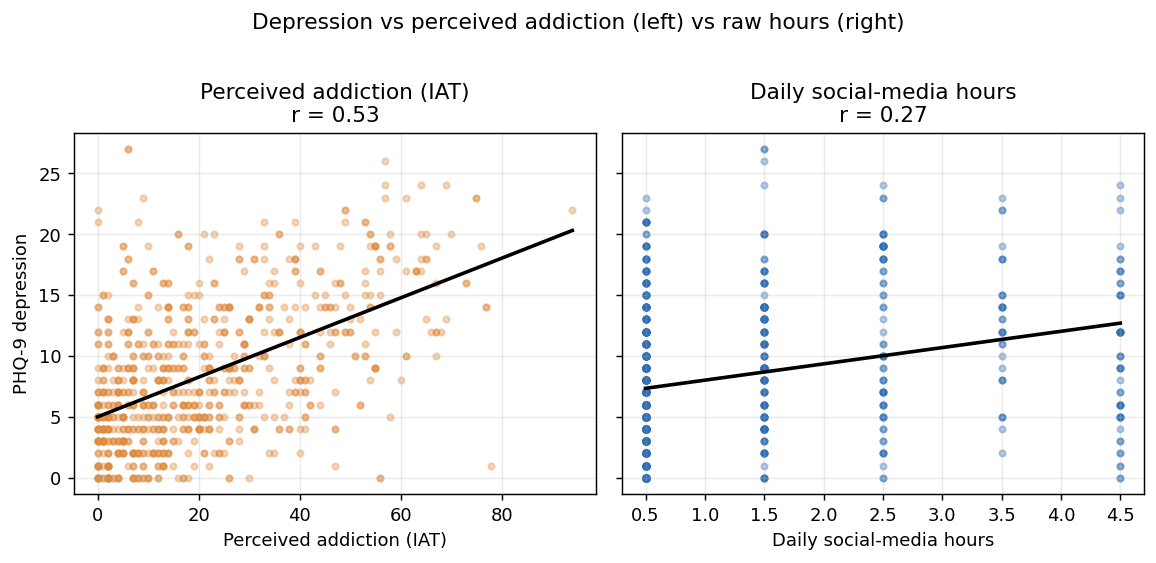 Depression vs perceived addiction (left) vs raw hours (right)
Perceived addiction (IAT)
r = 0.53
Daily social-media hours
r = 0.27
PHQ-9 depression
25
20
15
10
5
0
0 20 40 60 80
0.5 1.0 1.5 2.0 2.5 3.0 3.5 4.0 4.5
Perceived addiction (IAT)
Daily social-media hours